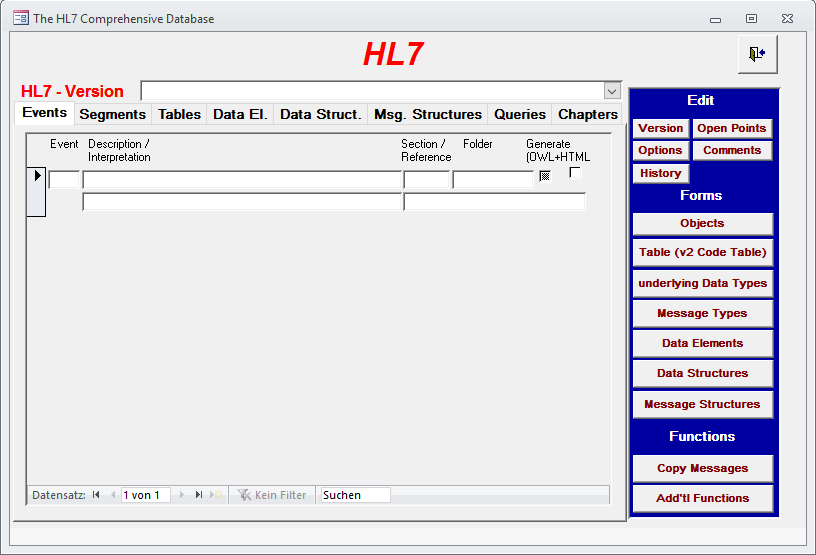 The HL7 Comprehensive Database
HL7
HL7 - Version
Events Segments Tables Data El. Data Struct. Msg. Structures Queries Chapters
Event Description / Section / Folder Generate
Interpretation Reference (OWL+HTML
Datensatz: 1 von 1 Kein Filter Suchen
Edit
Version Open Points
Options Comments
History
Forms
Objects
Table (v2 Code Table)
underlying Data Types
Message Types
Data Elements
Data Structures
Message Structures
Functions
Copy Messages
Add'tl Functions